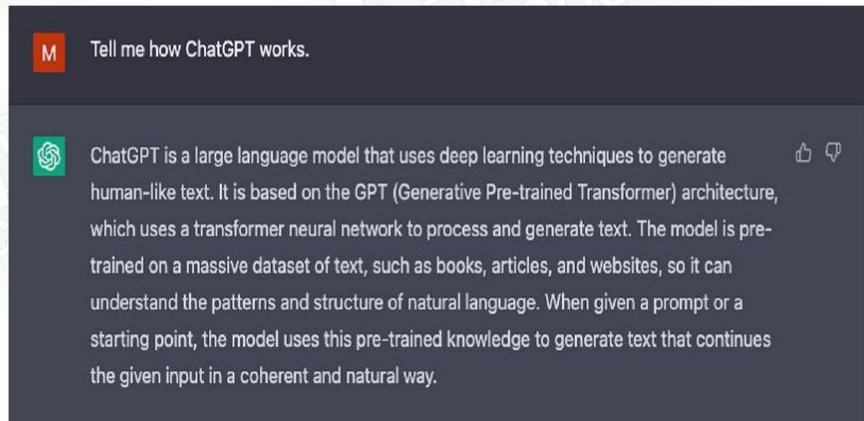 M
Tell me how ChatGPT works.
ChatGPT is a large language model that uses deep learning techniques to generate
human-like text. It is based on the GPT (Generative Pre-trained Transformer) architecture,
which uses a transformer neural network to process and generate text. The model is pre-
trained on a massive dataset of text, such as books, articles, and websites, so it can
understand the patterns and structure of natural language. When given a prompt or a
starting point, the model uses this pre-trained knowledge to generate text that continues
the given input in a coherent and natural way.